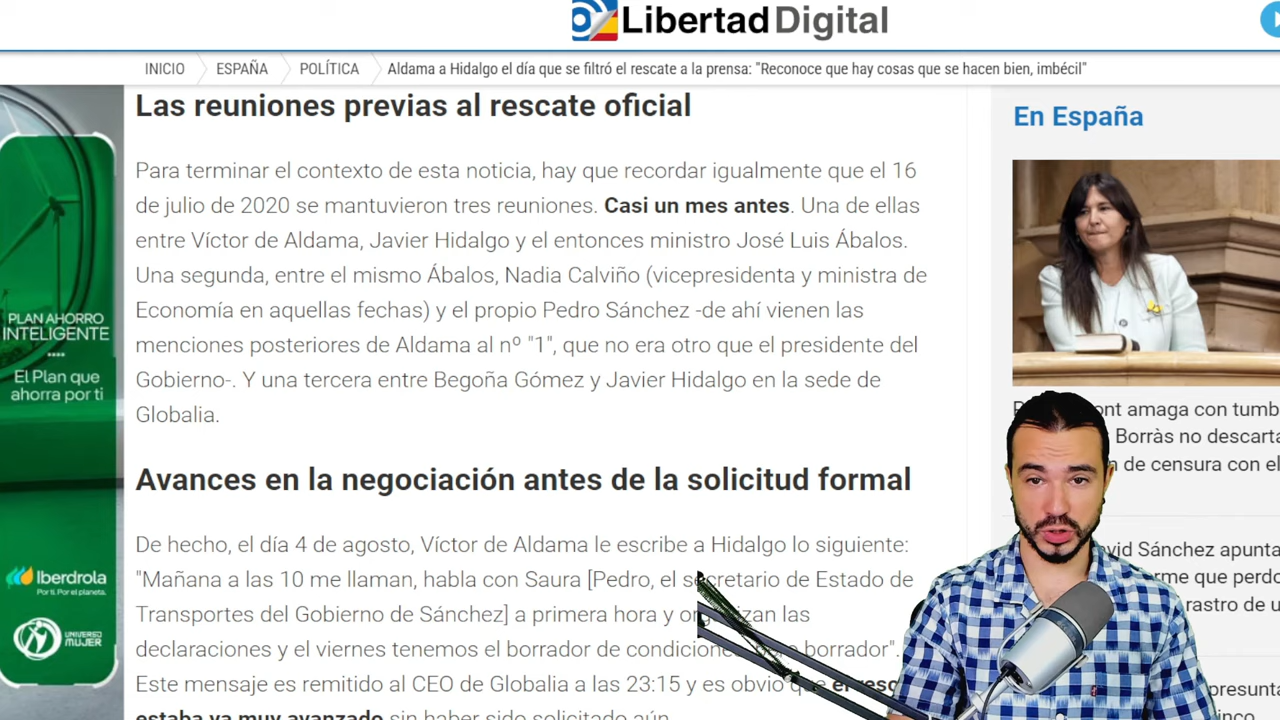 Libertad Digital
INICIO
ESPAÑA
POLÍTICA
Aldama a Hidalgo el día que se filtró el rescate a la prensa: "Reconoce que hay cosas que se hacen bien, imbécil"
Las reuniones previas al rescate oficial
Para terminar el contexto de esta noticia, hay que recordar igualmente que el 16
de julio de 2020 se mantuvieron tres reuniones. Casi un mes antes. Una de ellas
entre Víctor de Aldama, Javier Hidalgo y el entonces ministro José Luis Ábalos.
Una segunda, entre el mismo Ábalos, Nadia Calviño (vicepresidenta y ministra de
Economía en aquellas fechas) y el propio Pedro Sánchez -de ahí vienen las
menciones posteriores de Aldama al nº "1", que no era otro que el presidente del
Gobierno-. Y una tercera entre Begoña Gómez y Javier Hidalgo en la sede de
Globalia.
Avances en la negociación antes de la solicitud formal
De hecho, el día 4 de agosto, Víctor de Aldama le escribe a Hidalgo lo siguiente:
"Mañana a las 10 me llaman, habla con Saura [Pedro, el secretario de Estado de
Transportes del Gobierno de Sánchez] a primera hora y organizan las
declaraciones y el viernes tenemos el borrador de condiciones borrador".
Este mensaje es remitido al CEO de Globalia a las 23:15 y es obvio que
estaba ya muy avanzado sin haber sido solicitado aún.
PLAN AHORRO
INTELIGENTE
El Plan que
ahorra por ti
Iberdrola
Por ti. Por el planeta.
UNIVERSO
MUJER
En España
amaga con
Borràs no
de censura con el
Sánchez
que
rastro de